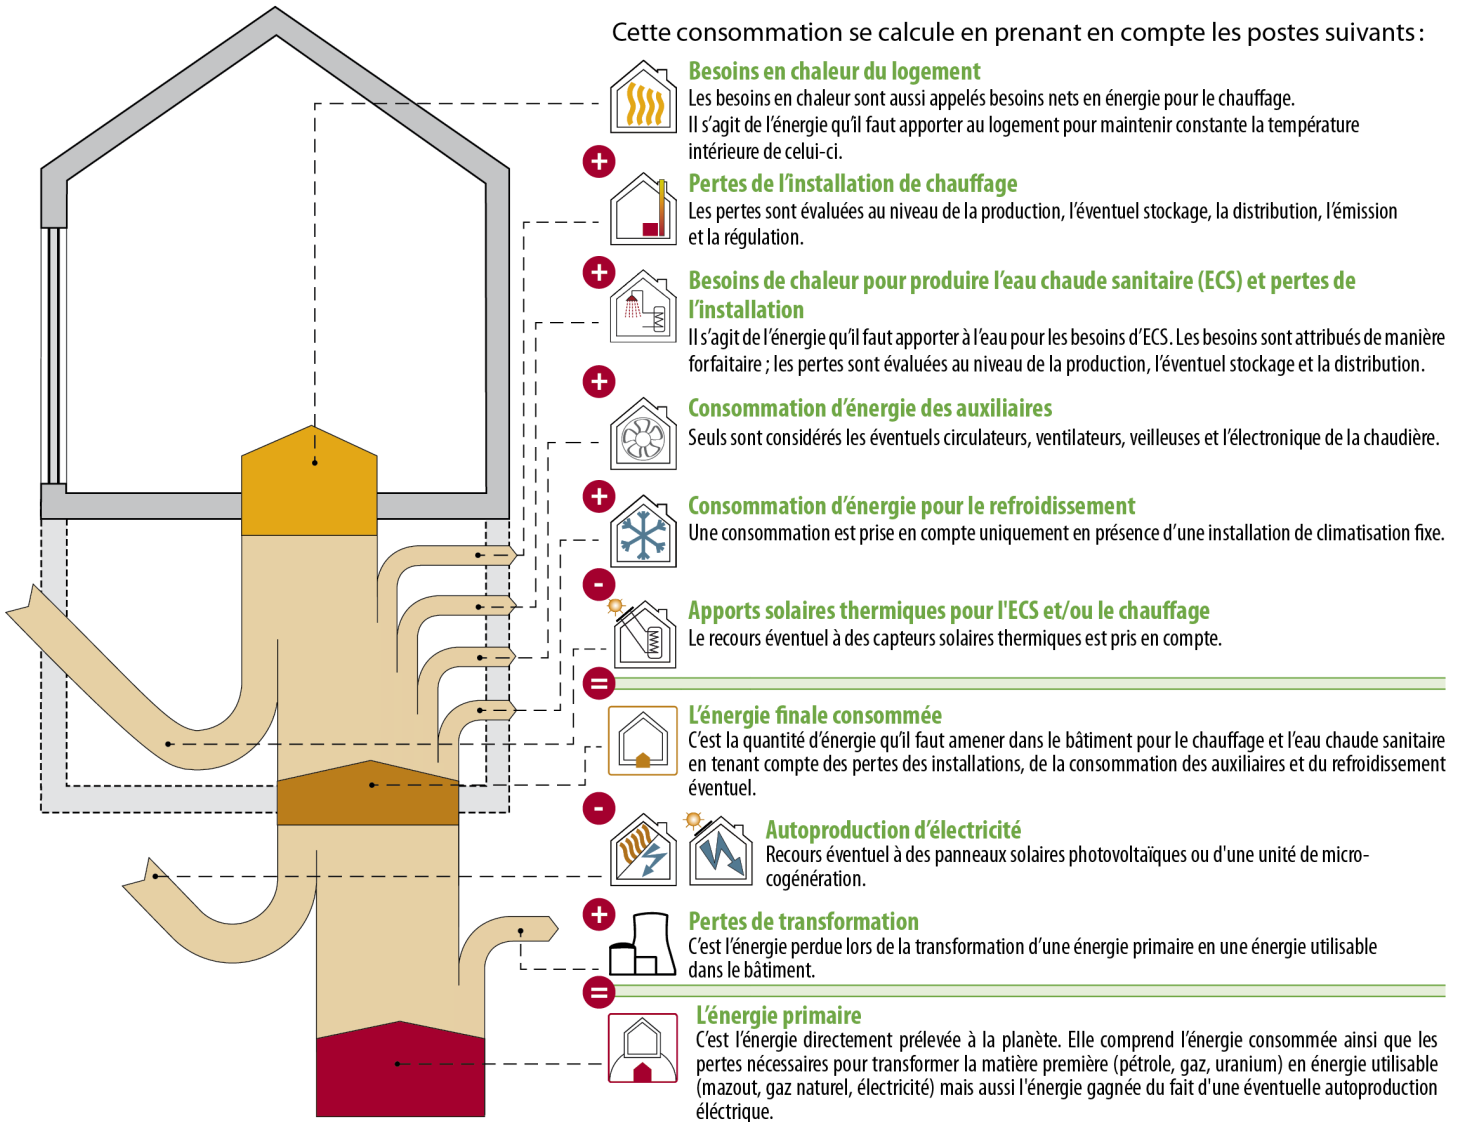 Cette consommation se calcule en prenant en compte les postes suivants :
Besoins en chaleur du logement
Les besoins en chaleur sont aussi appelés besoins nets en énergie pour le chauffage.
Il s’agit de l’énergie qu’il faut apporter au logement pour maintenir constante la température
intérieure de celui-ci.
+
Pertes de l’installation de chauffage
Les pertes sont évaluées au niveau de la production, l’éventuel stockage, la distribution, l’émission
et la régulation.
+
Besoins de chaleur pour produire l’eau chaude sanitaire (ECS) et pertes de
l’installation
Il s’agit de l’énergie qu’il faut apporter à l’eau pour les besoins d’ECS. Les besoins sont attribués de manière
forfaitaire ; les pertes sont évaluées au niveau de la production, l’éventuel stockage et la distribution.
+
Consommation d’énergie des auxiliaires
Seuls sont considérés les éventuels circulateurs, ventilateurs, veilleuses et l’électronique de la chaudière.
+
Consommation d’énergie pour le refroidissement
Une consommation est prise en compte uniquement en présence d’une installation de climatisation fixe.
-
Apports solaires thermiques pour l'ECS et/ou le chauffage
Le recours éventuel à des capteurs solaires thermiques est pris en compte.
=
L’énergie finale consommée
C’est la quantité d’énergie qu’il faut amener dans le bâtiment pour le chauffage et l’eau chaude sanitaire
en tenant compte des pertes des installations, de la consommation des auxiliaires et du refroidissement
éventuel.
-
Autoproduction d’électricité
Recours éventuel à des panneaux solaires photovoltaïques ou d'une unité de micro-
cogénération.
+
Pertes de transformation
C’est l’énergie perdue lors de la transformation d’une énergie primaire en une énergie utilisable
dans le bâtiment.
=
L’énergie primaire
C’est l’énergie directement prélevée à la planète. Elle comprend l’énergie consommée ainsi que les
pertes nécessaires pour transformer la matière première (pétrole, gaz, uranium) en énergie utilisable
(mazout, gaz naturel, électricité) mais aussi l'énergie gagnée du fait d'une éventuelle autoproduction
éléctrique.